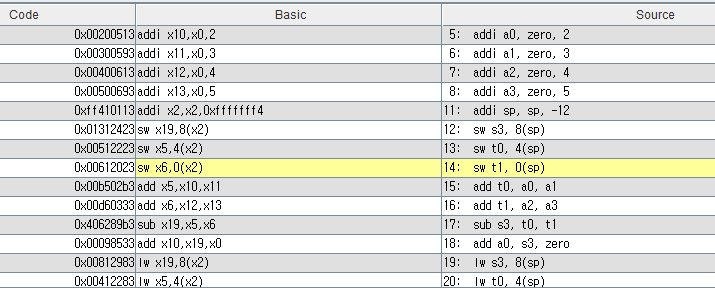 Code Basic Source
0x00200513 addi x10,x0,2 5: addi a0, zero, 2
0x00300593 addi x11,x0,3 6: addi a1, zero, 3
0x00400613 addi x12,x0,4 7: addi a2, zero, 4
0x00500693 addi x13,x0,5 8: addi a3, zero, 5
0xff410113 addi x2,x2,0xfffffff4 11: addi sp, sp, -12
0x01312423 sw x19,8(x2) 12: sw s3, 8(sp)
0x00512223 sw x5,4(x2) 13: sw t0, 4(sp)
0x00612023 sw x6,0(x2) 14: sw t1, 0(sp)
0x00b502b3 add x5,x10,x11 15: add t0, a0, a1
0x00d60333 add x6,x12,x13 16: add t1, a2, a3
0x406289b3 sub x19,x5,x6 17: sub s3, t0, t1
0x00098533 add x10,x19,x0 18: add a0, s3, zero
0x00812983 lw x19,8(x2) 19: lw s3, 8(sp)
0x00412283 lw x5,4(x2) 20: lw t0, 4(sp)